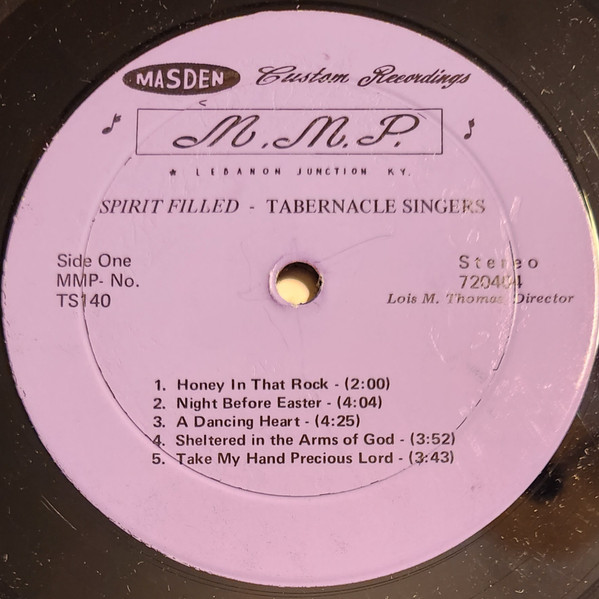 MASDEN Custom Recordings
M.M.P.
★ LEBANON JUNCTION KY.
SPIRIT FILLED - TABERNACLE SINGERS
Side One
MMP- No.
TS140
Stereo
720404
Lois M. Thomas Director
1. Honey In That Rock - (2:00)
2. Night Before Easter - (4:04)
3. A Dancing Heart - (4:25)
4. Sheltered in the Arms of God - (3:52)
5. Take My Hand Precious Lord - (3:43)